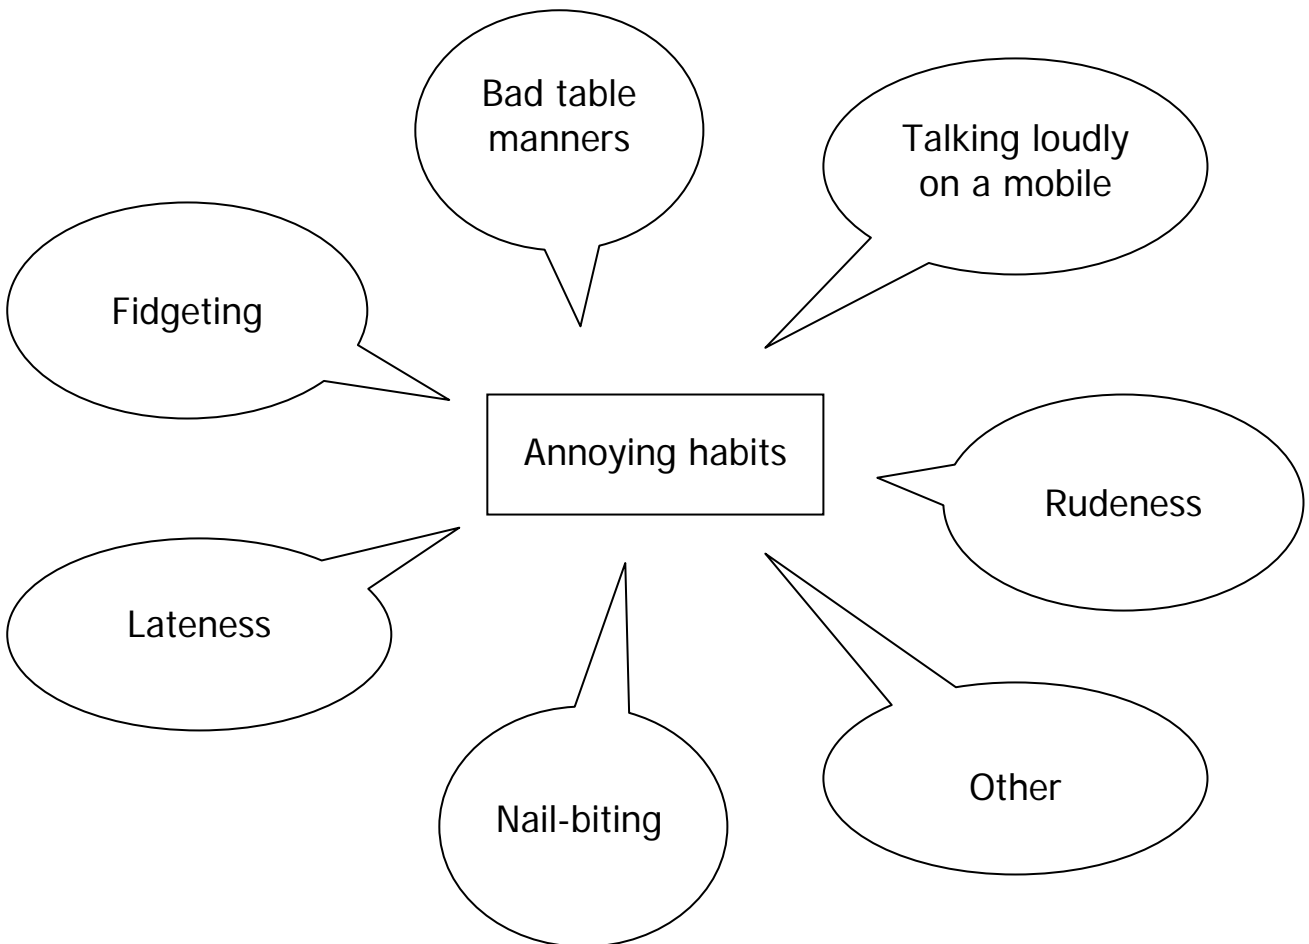 Bad table
manners
Talking loudly
on a mobile
Fidgeting
Annoying habits
Rudeness
Lateness
Other
Nail-biting